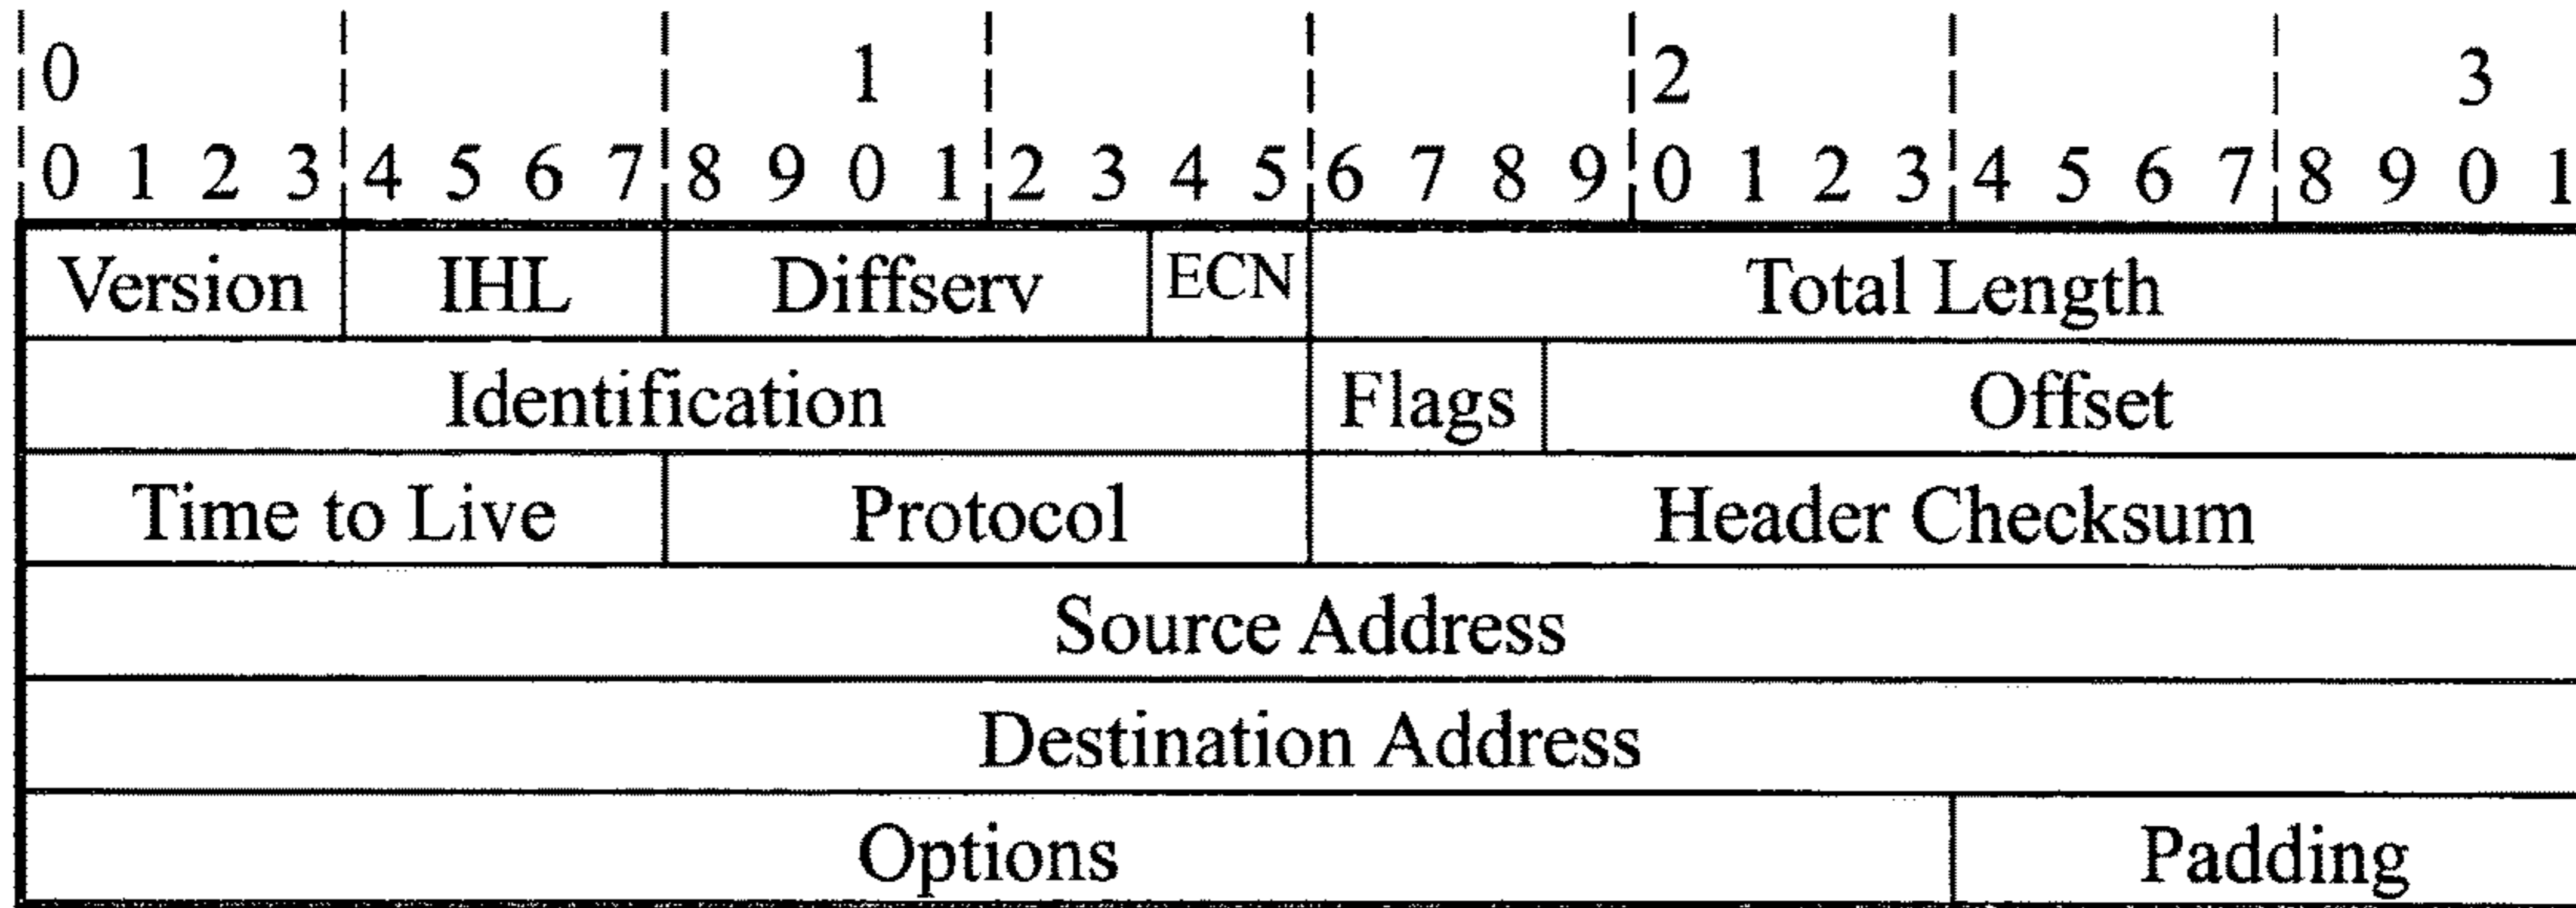 0 1 2 3
0 1 2 3 4 5 6 7 8 9 0 1 2 3 4 5 6 7 8 9 0 1 2 3 4 5 6 7 8 9 0 1
Version IHL Diffserv ECN Total Length
Identification Flags Offset
Time to Live Protocol Header Checksum
Source Address
Destination Address
Options Padding